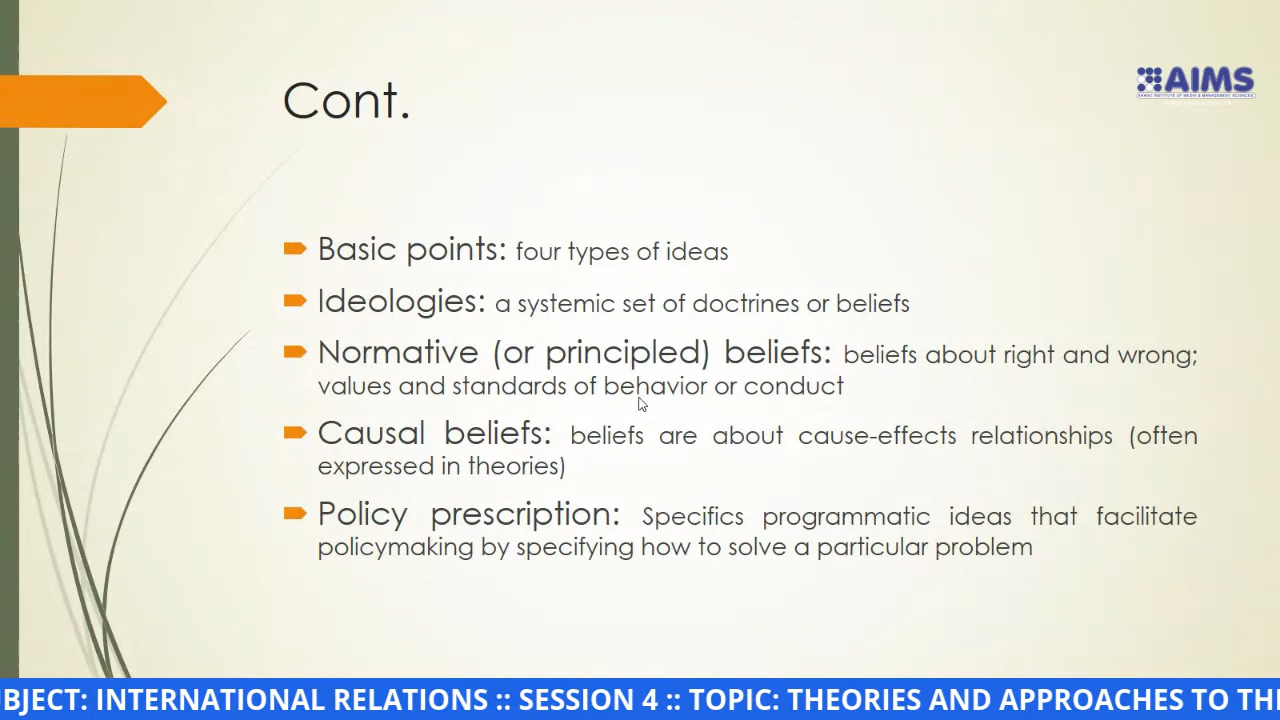 AIMS
Cont.
Basic points: four types of ideas
Ideologies: a systemic set of doctrines or beliefs
Normative (or principled) beliefs: beliefs about right and wrong;
values and standards of behavior or conduct
Causal beliefs: beliefs are about cause-effects relationships (often
expressed in theories)
Policy prescription: Specifics programmatic ideas that facilitate
policymaking by specifying how to solve a particular problem
UBJECT: INTERNATIONAL RELATIONS :: SESSION 4 :: TOPIC: THEORIES AND APPROACHES TO TH